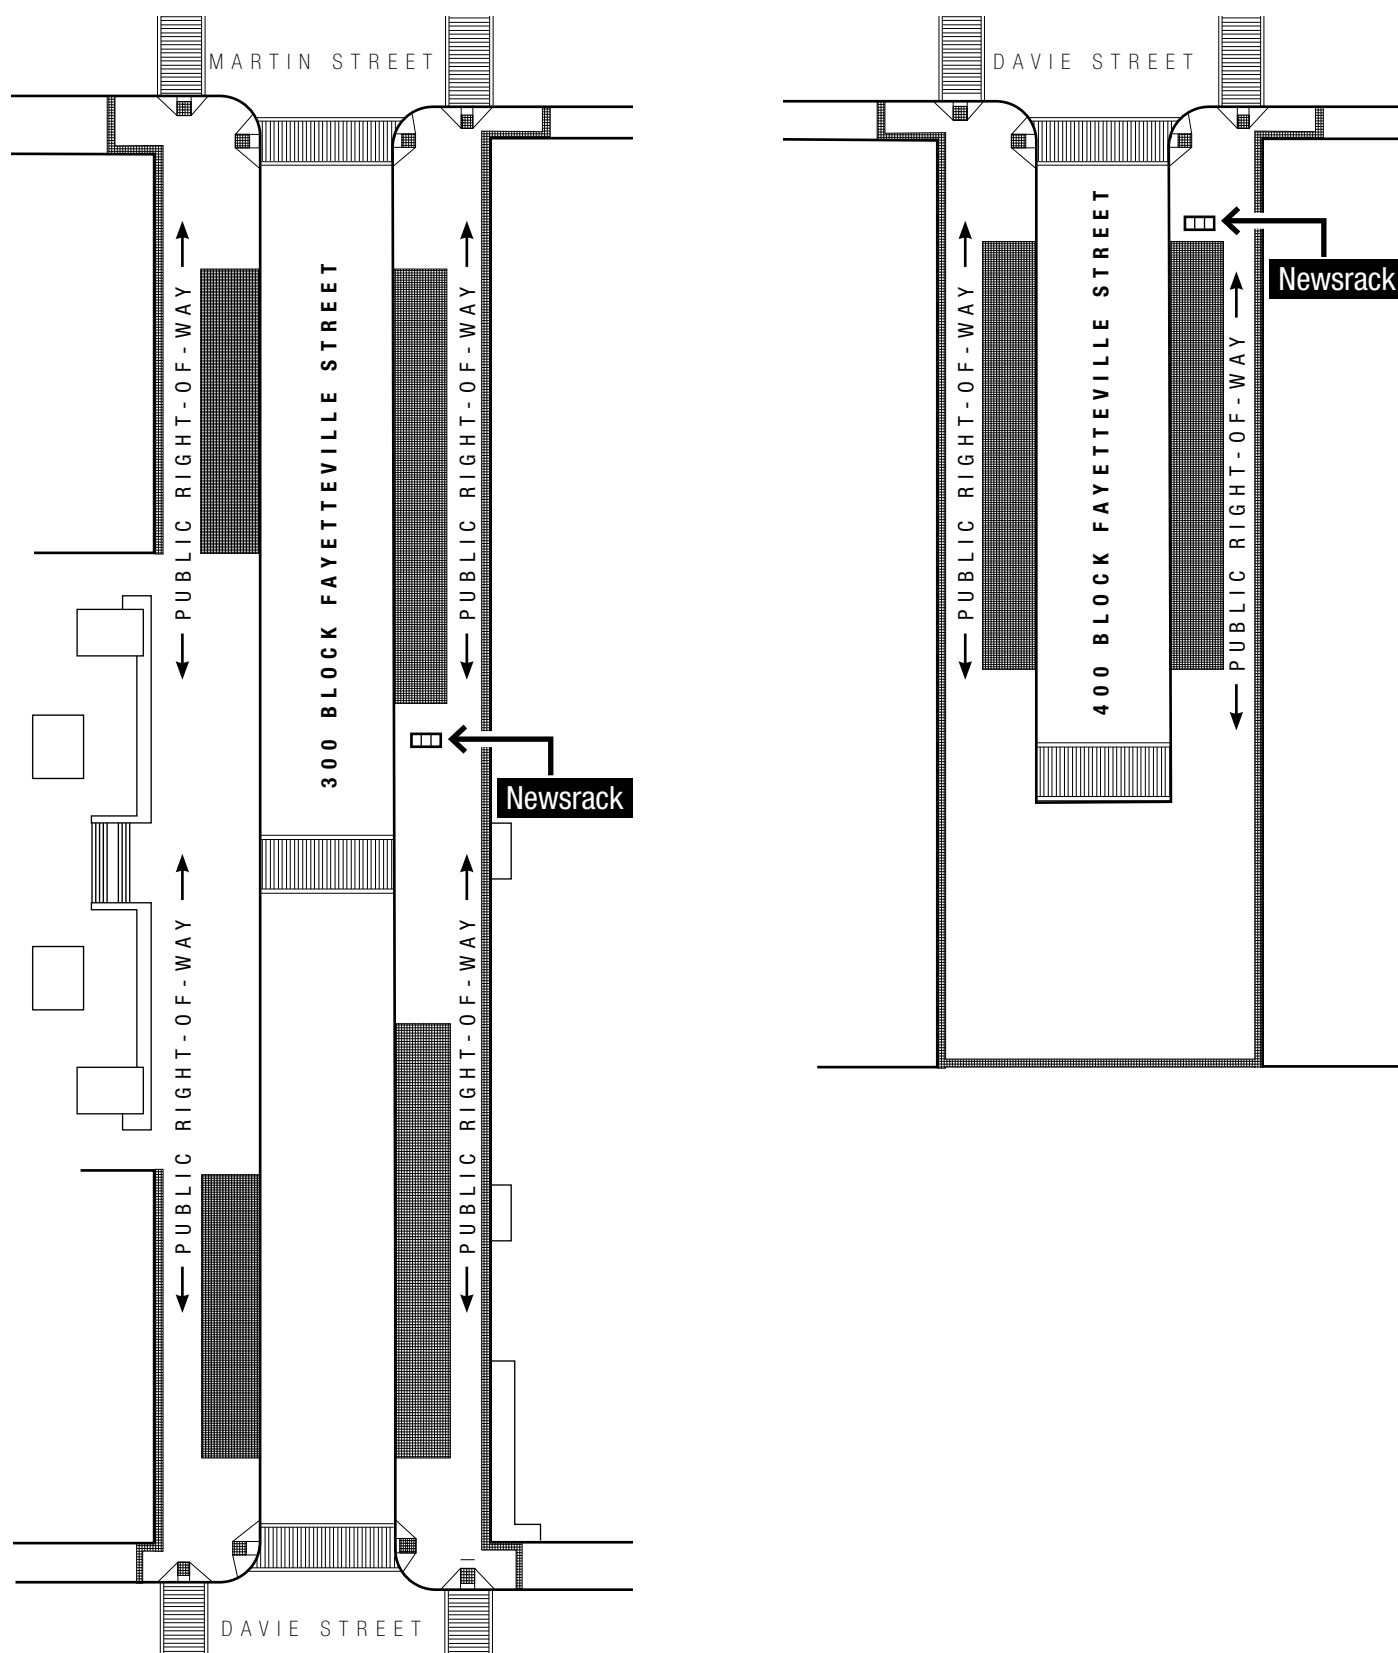 MARTIN STREET
PUBLIC RIGHT-OF-WAY
300 BLOCK FAYETTEVILLE STREET
PUBLIC RIGHT-OF-WAY
Newsrack
PUBLIC RIGHT-OF-WAY
PUBLIC RIGHT-OF-WAY
DAVIE STREET
DAVIE STREET
PUBLIC RIGHT-OF-WAY
400 BLOCK FAYETTEVILLE STREET
PUBLIC RIGHT-OF-WAY
Newsrack